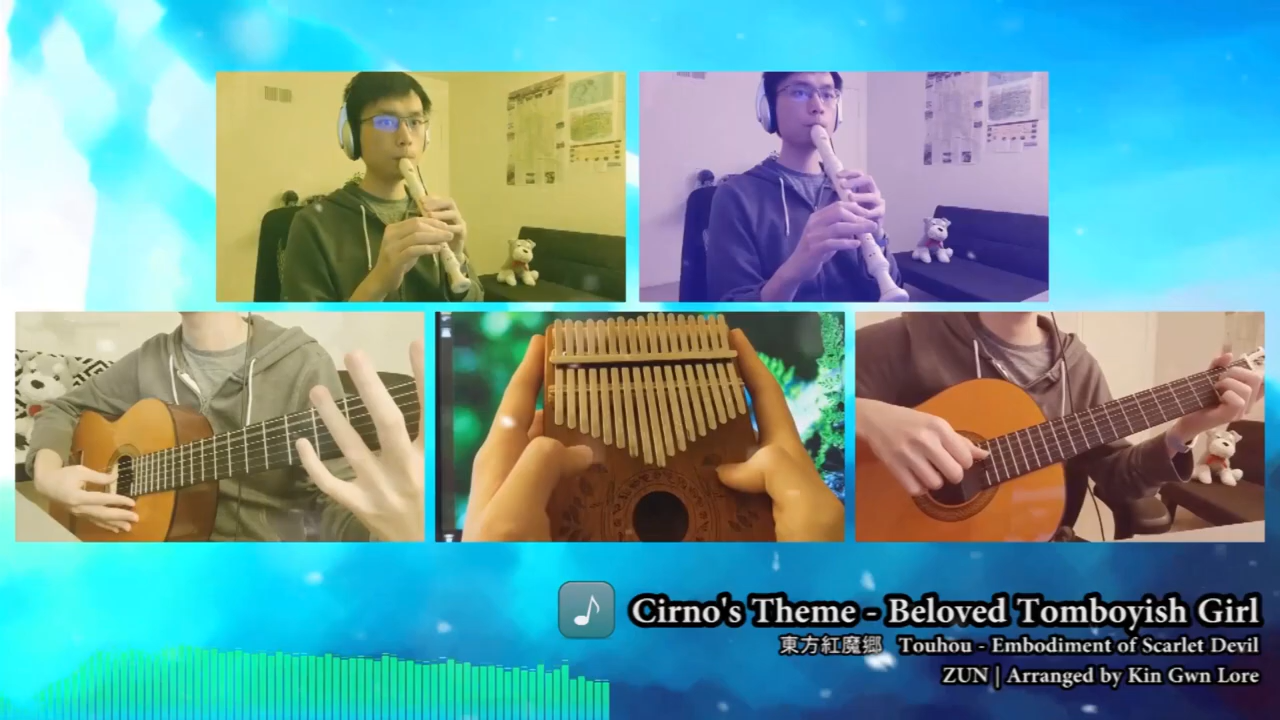 Cirno's Theme - Beloved Tomboyish Girl
東方紅魔郷 Touhou - Embodiment of Scarlet Devil
ZUN | Arranged by Kin Gwn Lore